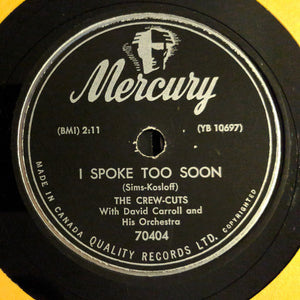 Mercury
(BMI) 2:11
(YB 10697)
I SPOKE TOO SOON
(Sims-Kosloff)
THE CREW-CUTS
With David Carroll and
His Orchestra
70404
MADE IN CANADA QUALITY RECORDS LTD. COPYRIGHTED